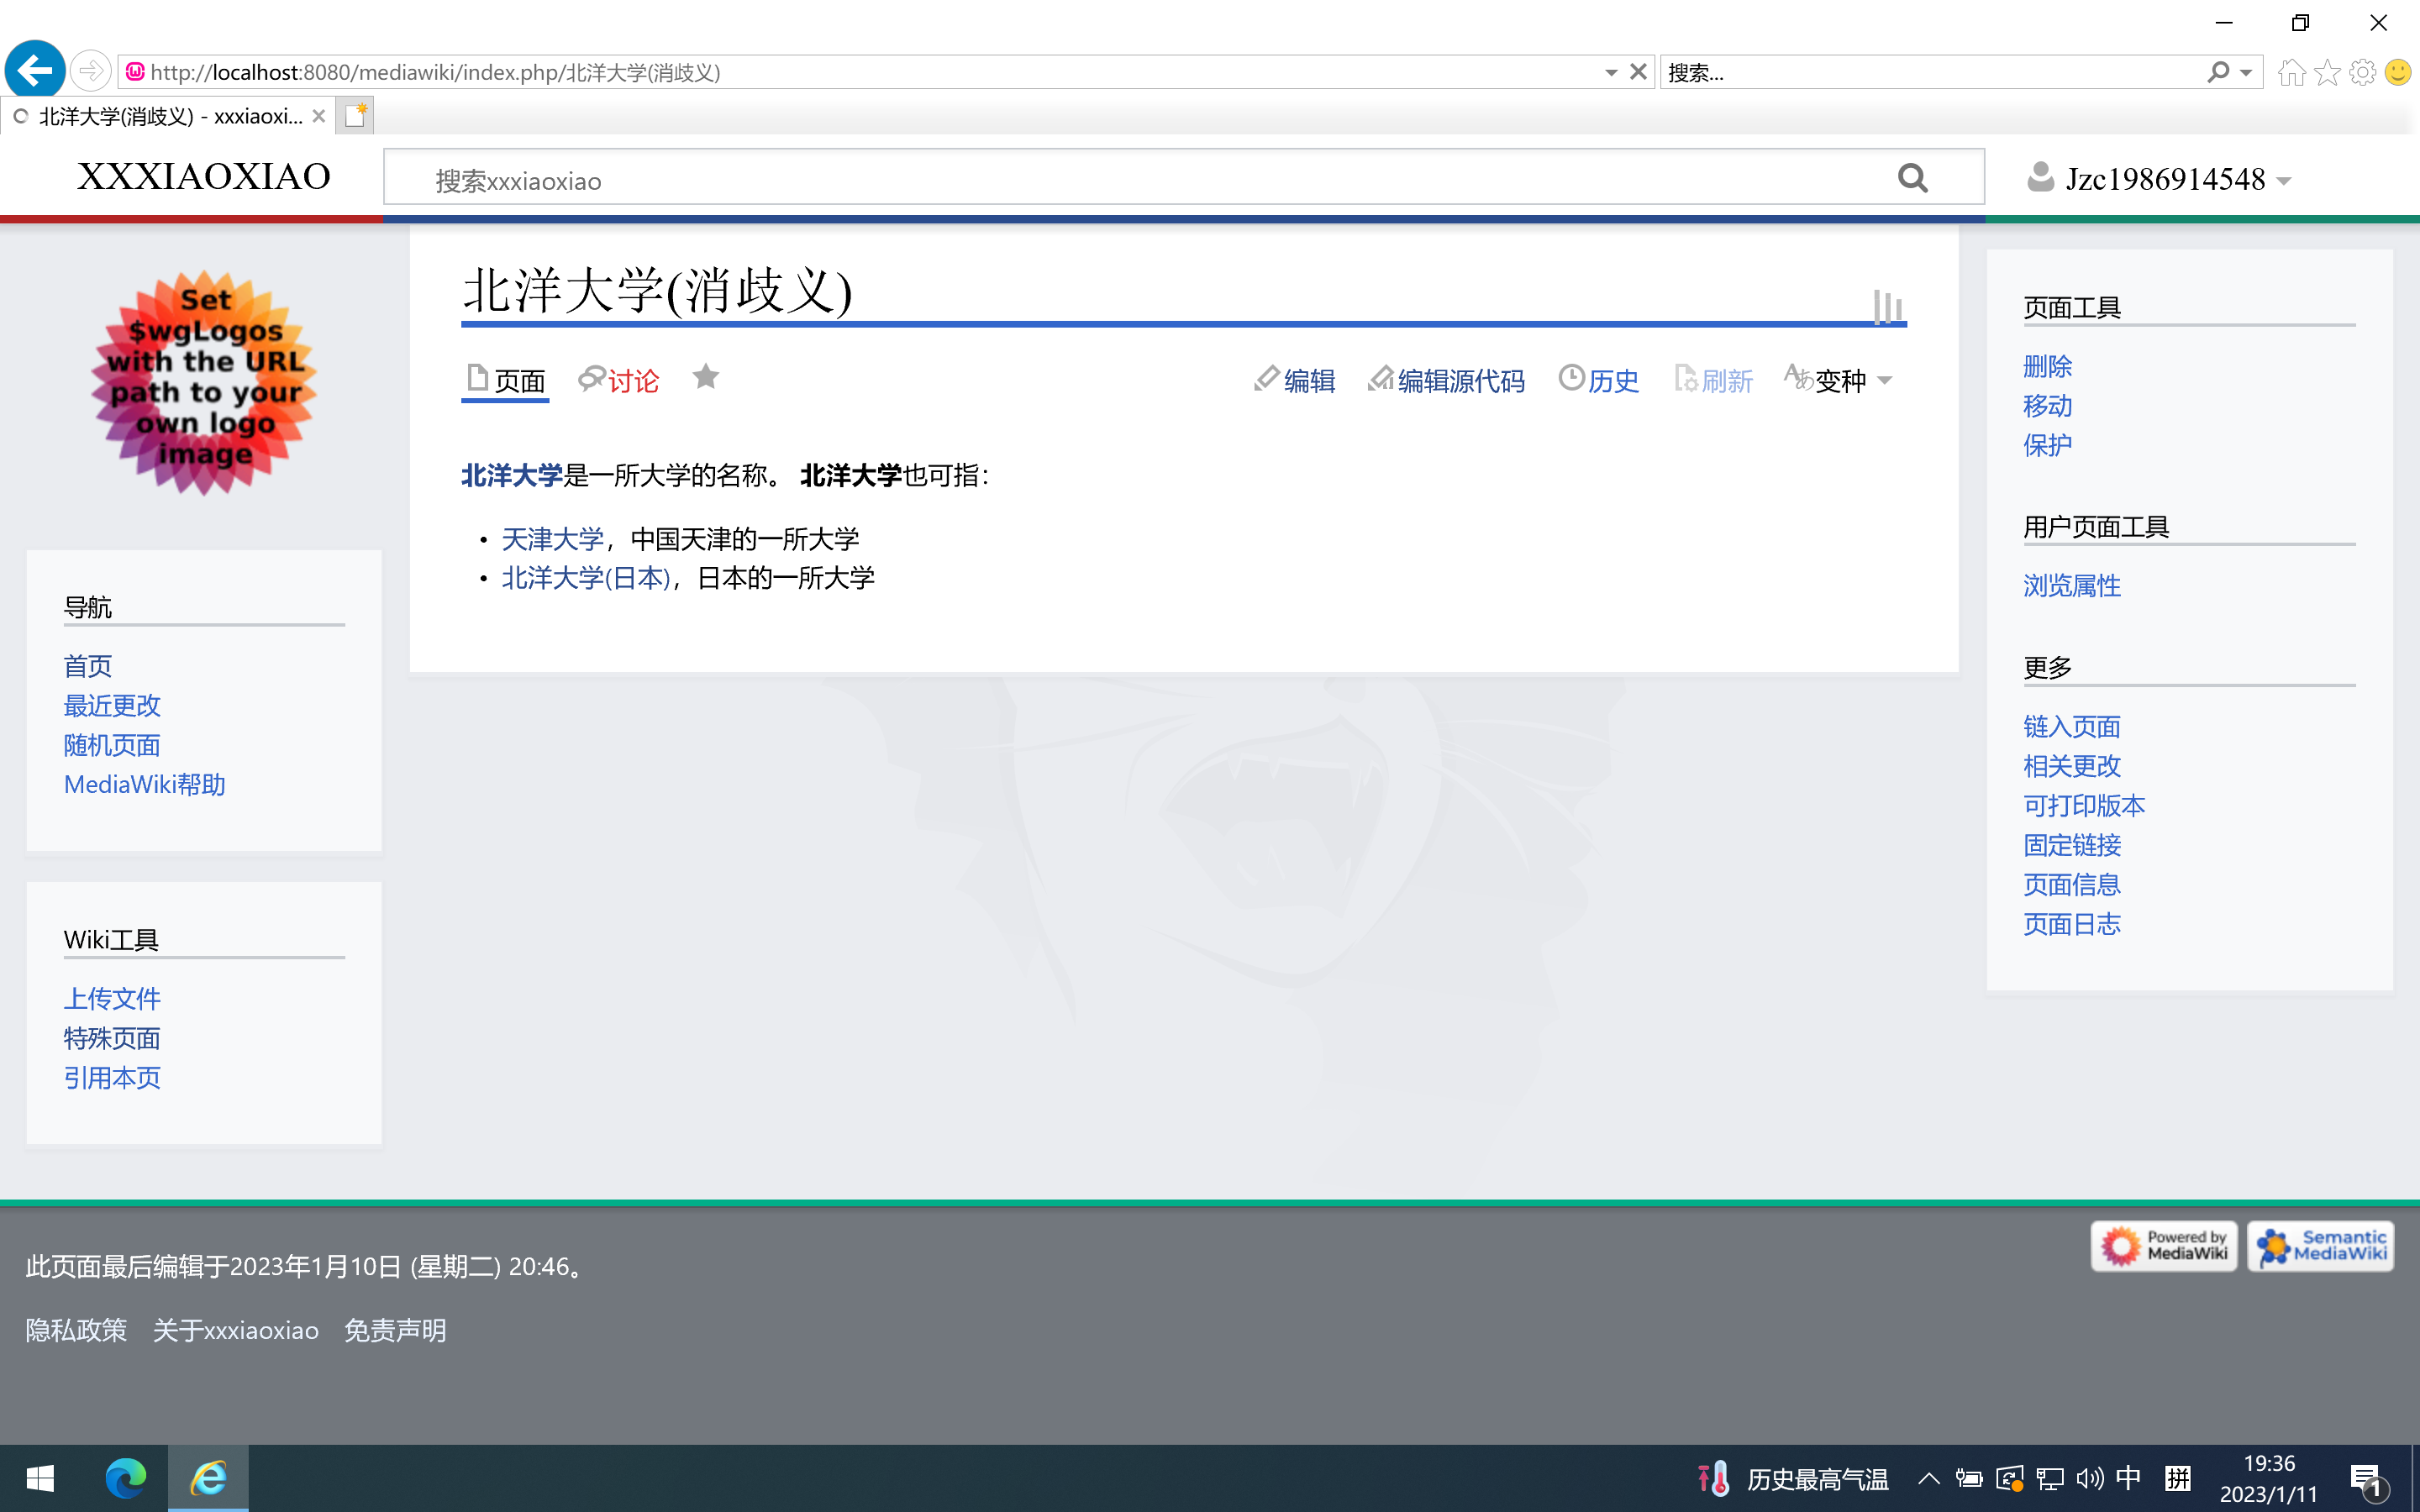 http://localhost:8080/mediawiki/index.php/北洋大学(消歧义)
搜索...
北洋大学(消歧义) - xxxiaoxi...
XXXIAOXIAO
搜索xxxiaoxiao
Jzc1986914548
Set
$wgLogos
with the URL
path to your
own logo
image
导航
首页
最近更改
随机页面
MediaWiki帮助
Wiki工具
上传文件
特殊页面
引用本页
北洋大学(消歧义)
页面 讨论 编辑 编辑源代码 历史 刷新 变种
北洋大学是一所大学的名称。 北洋大学也可指：
• 天津大学，中国天津的一所大学
• 北洋大学(日本)，日本的一所大学
页面工具
删除
移动
保护
用户页面工具
浏览属性
更多
链入页面
相关更改
可打印版本
固定链接
页面信息
页面日志
此页面最后编辑于2023年1月10日 (星期二) 20:46。
隐私政策 关于xxxiaoxiao 免责声明
Powered by
MediaWiki
Semantic
MediaWiki
历史最高气温
中
拼
19:36
2023/1/11
1